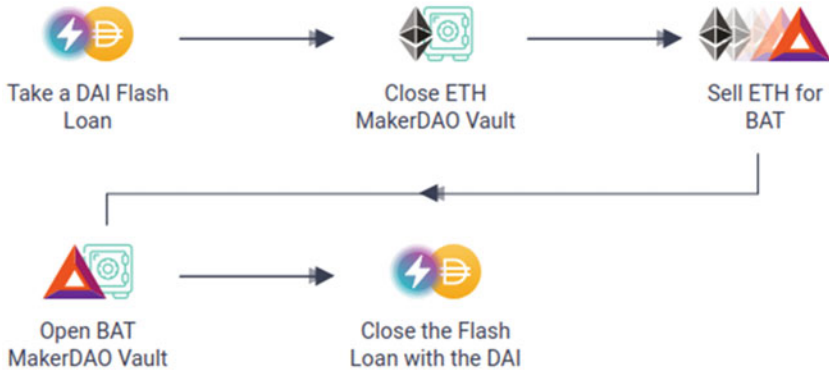 Take a DAI Flash
Loan
Close ETH
MakerDAO Vault
Sell ETH for
BAT
Open BAT
MakerDAO Vault
Close the Flash
Loan with the DAI